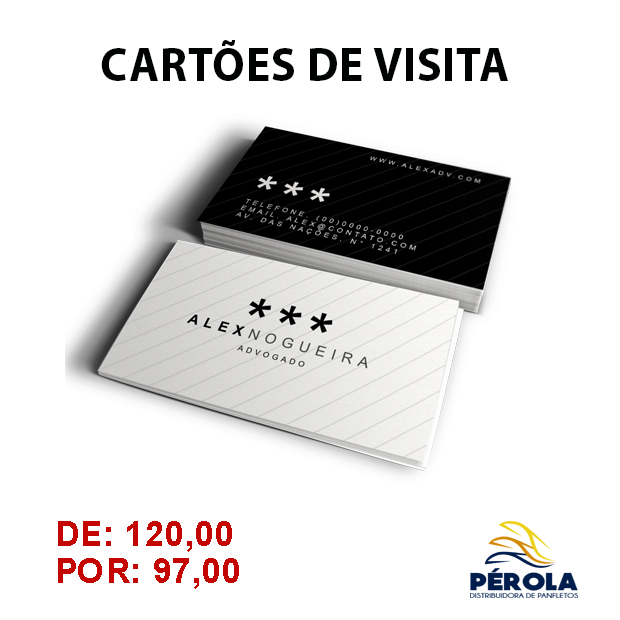 CARTÕES DE VISITA
WWW.ALEXADV.COM
***
TELEFONE. (00)0000-0000
EMAIL. ALEX@CONTATO.COM
AV. DAS NAÇÕES. N° 1241
***
ALEXNOGUEIRA
ADVOGADO
DE: 120,00
POR: 97,00
PÉROLA
DISTRIBUIDORA DE PANFLETOS